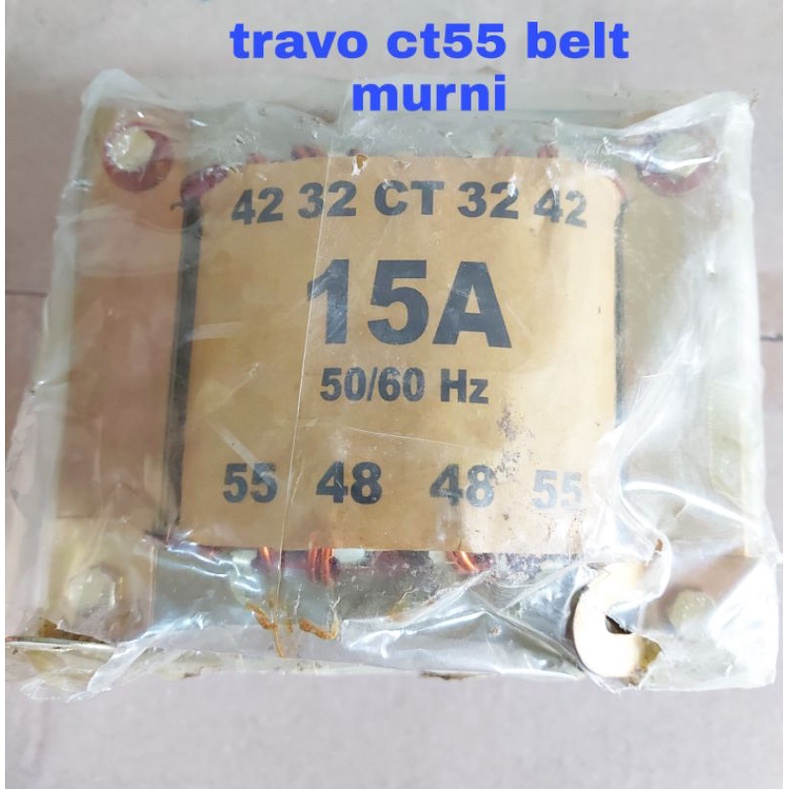 travo ct55 belt
murni
42 32 CT 32 42
15A
50/60 Hz
55 48 48 55